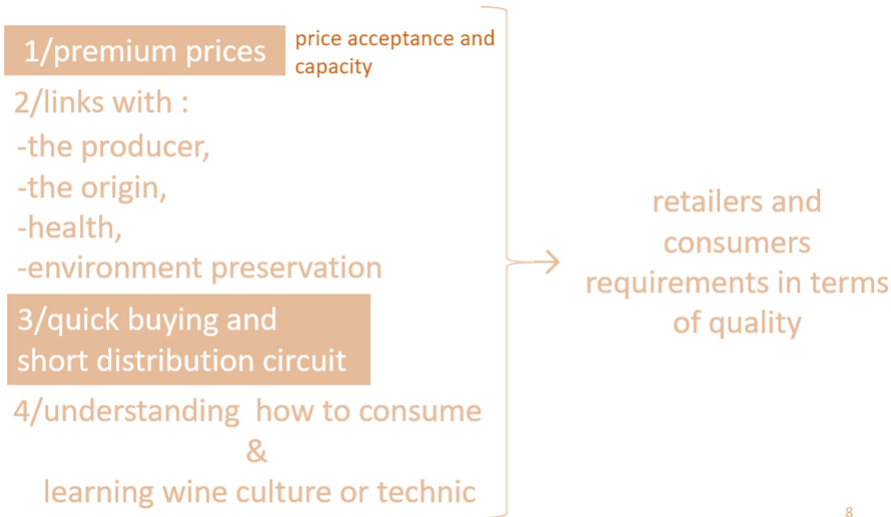 1/premium prices
price acceptance and
capacity
2/links with :
-the producer,
-the origin,
-health,
-environment preservation
3/quick buying and
short distribution circuit
4/understanding how to consume
&
learning wine culture or technic
retailers and
consumers
requirements in terms
of quality
8